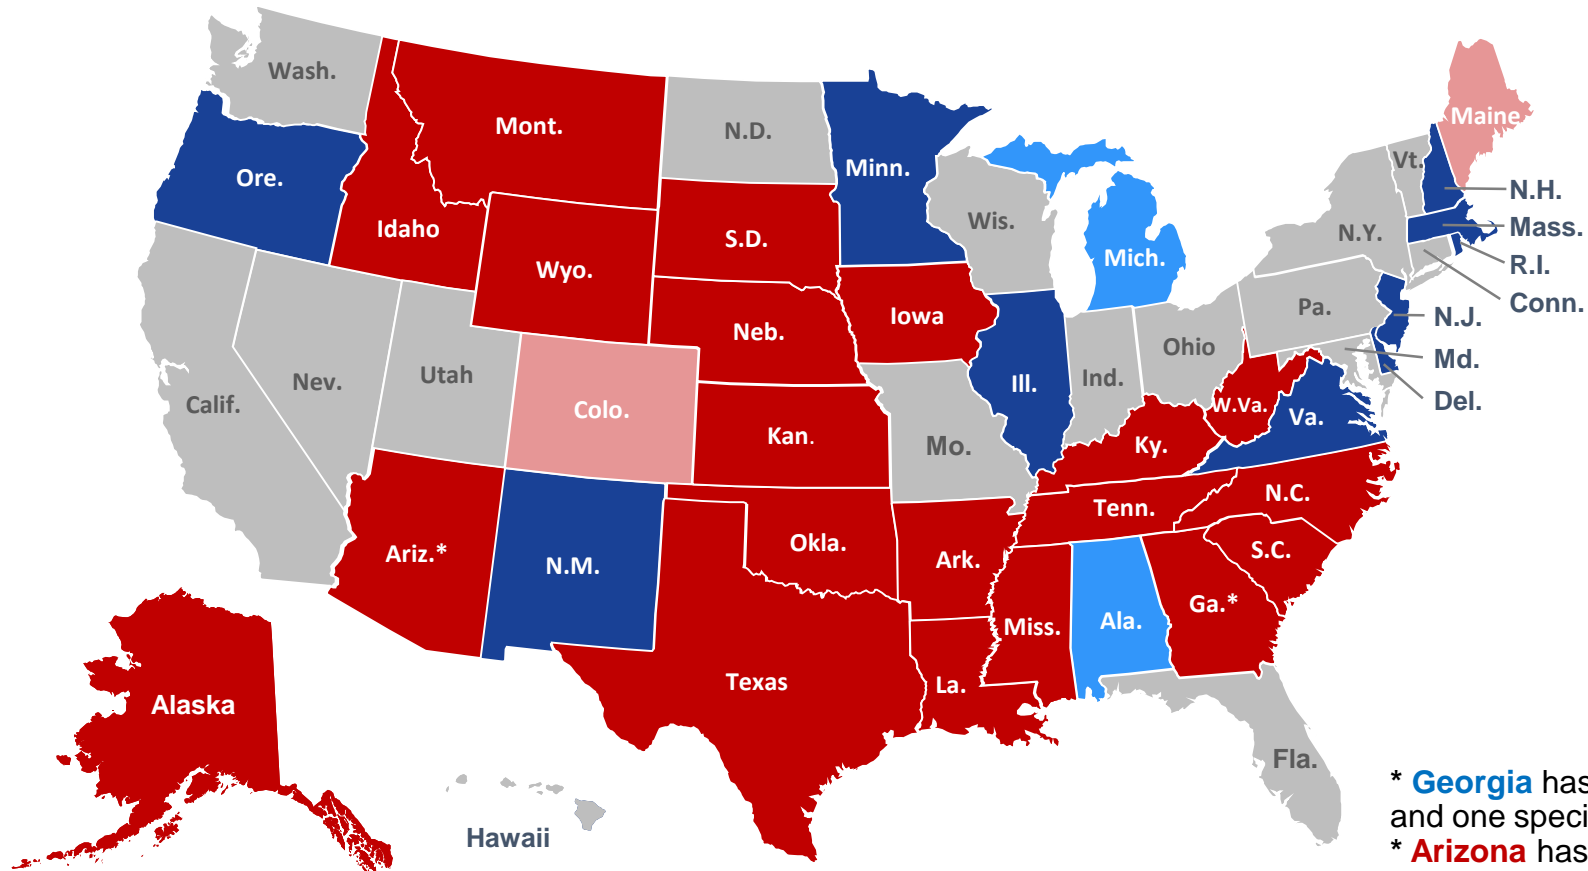 Wash.
Mont.
N.D.
Minn.
Maine
Vt.
Ore.
Idaho
Wis.
N.H.
S.D.
N.Y.
Mass.
Wyo.
Mich.
R.I.
Iowa
Pa.
Conn.
Neb.
N.J.
Ohio
Md.
Utah
Nev.
Ill.
Ind.
Calif.
Colo.
W.Va.
Del.
Va.
Kan.
Mo.
Ky.
N.C.
Tenn.
Ariz.*
Okla.
S.C.
N.M.
Ark.
Ga.*
Miss.
Ala.
Texas
La.
Alaska
Fla.
Hawaii
* Georgia has
and one speci
* Arizona has